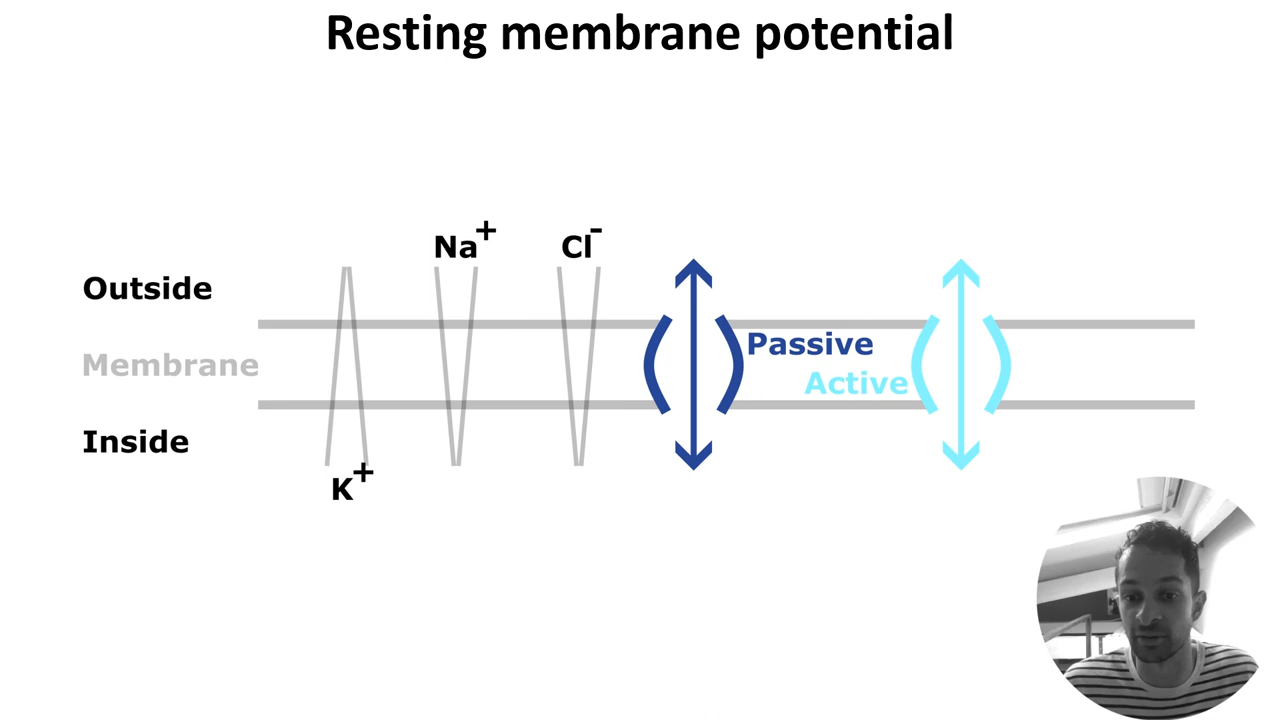 Resting membrane potential
Na+
Cl-
Outside
Passive
Membrane
Active
Inside
K+